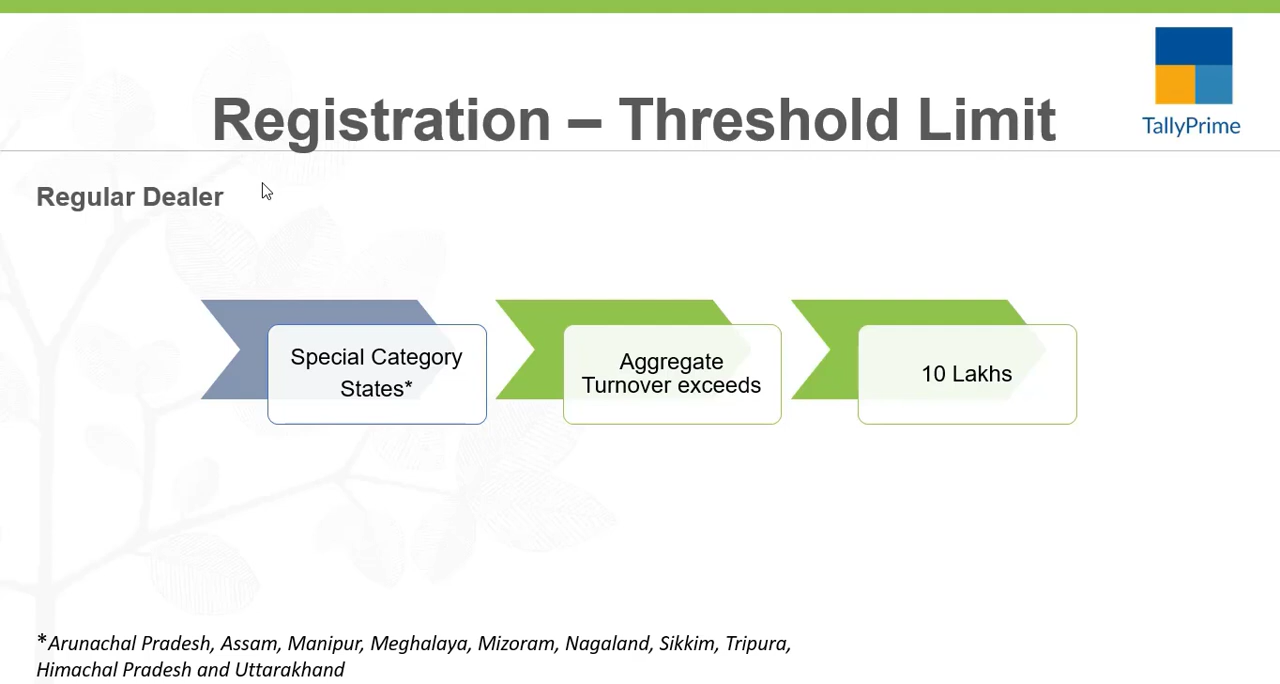 Registration – Threshold Limit
TallyPrime
Regular Dealer
Special Category
States*
Aggregate
Turnover exceeds
10 Lakhs
*Arunachal Pradesh, Assam, Manipur, Meghalaya, Mizoram, Nagaland, Sikkim, Tripura,
Himachal Pradesh and Uttarakhand